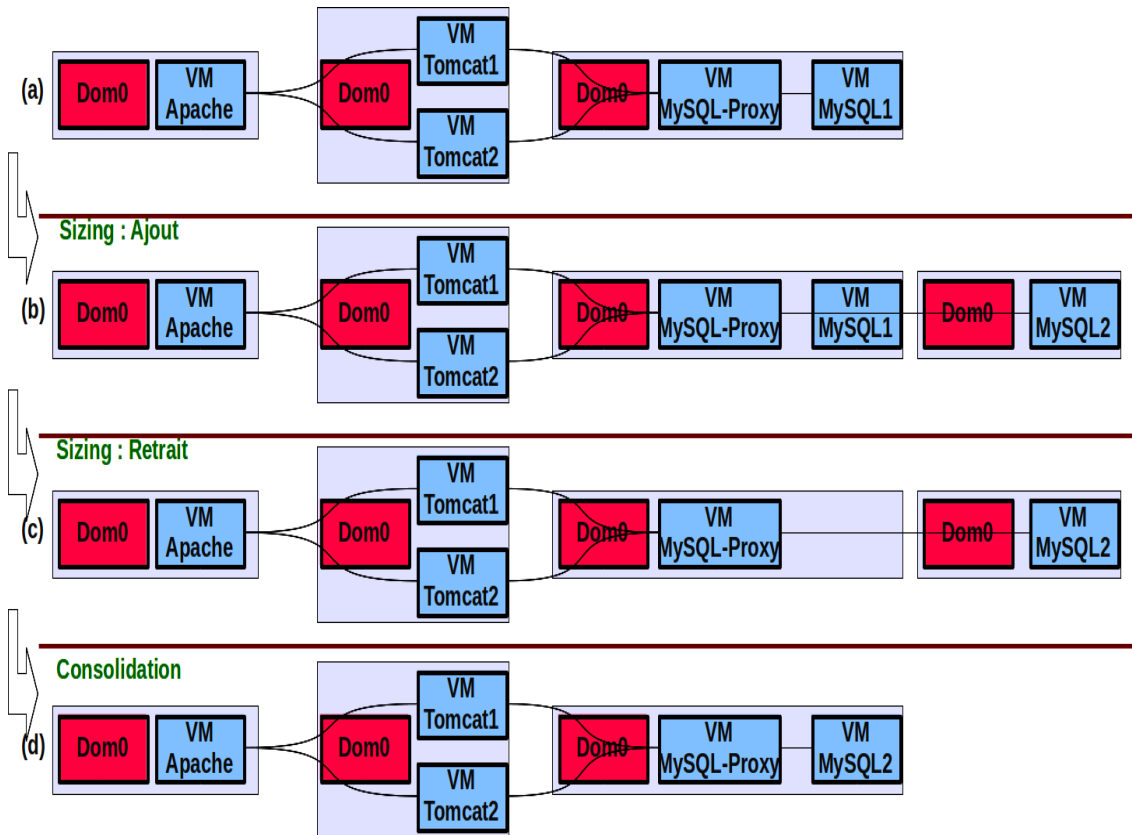 VM
Tomcat1
(a)
Dom0
VM
Apache
Dom0
Dom0
VM
MySQL-Proxy
VM
MySQL1
VM
Tomcat2
Sizing : Ajout
VM
Tomcat1
(b)
Dom0
VM
Apache
Dom0
Dom0
VM
MySQL-Proxy
VM
MySQL1
Dom0
VM
MySQL2
VM
Tomcat2
Sizing : Retrait
VM
Tomcat1
(c)
Dom0
VM
Apache
Dom0
Dom0
VM
MySQL-Proxy
Dom0
VM
MySQL2
VM
Tomcat2
Consolidation
VM
Tomcat1
(d)
Dom0
VM
Apache
Dom0
Dom0
VM
MySQL-Proxy
VM
MySQL2
VM
Tomcat2